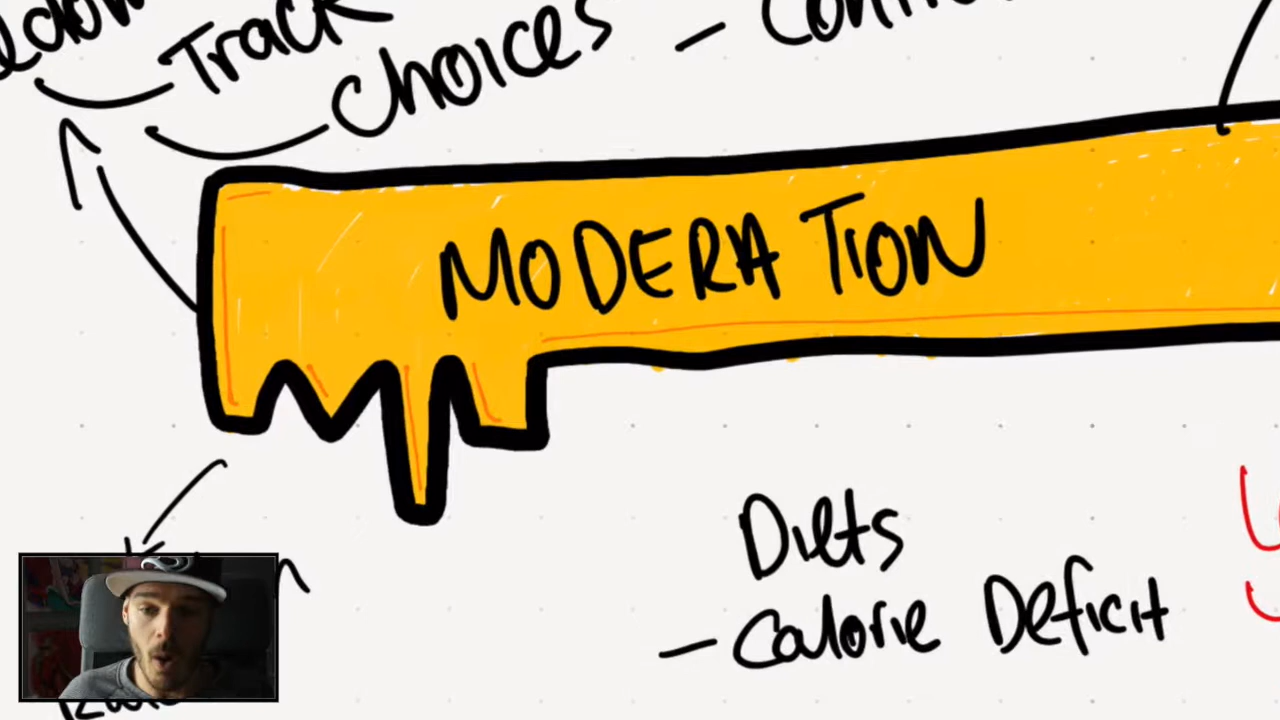 Track
Choices -
MODERATION
Diets
- Calorie Deficit